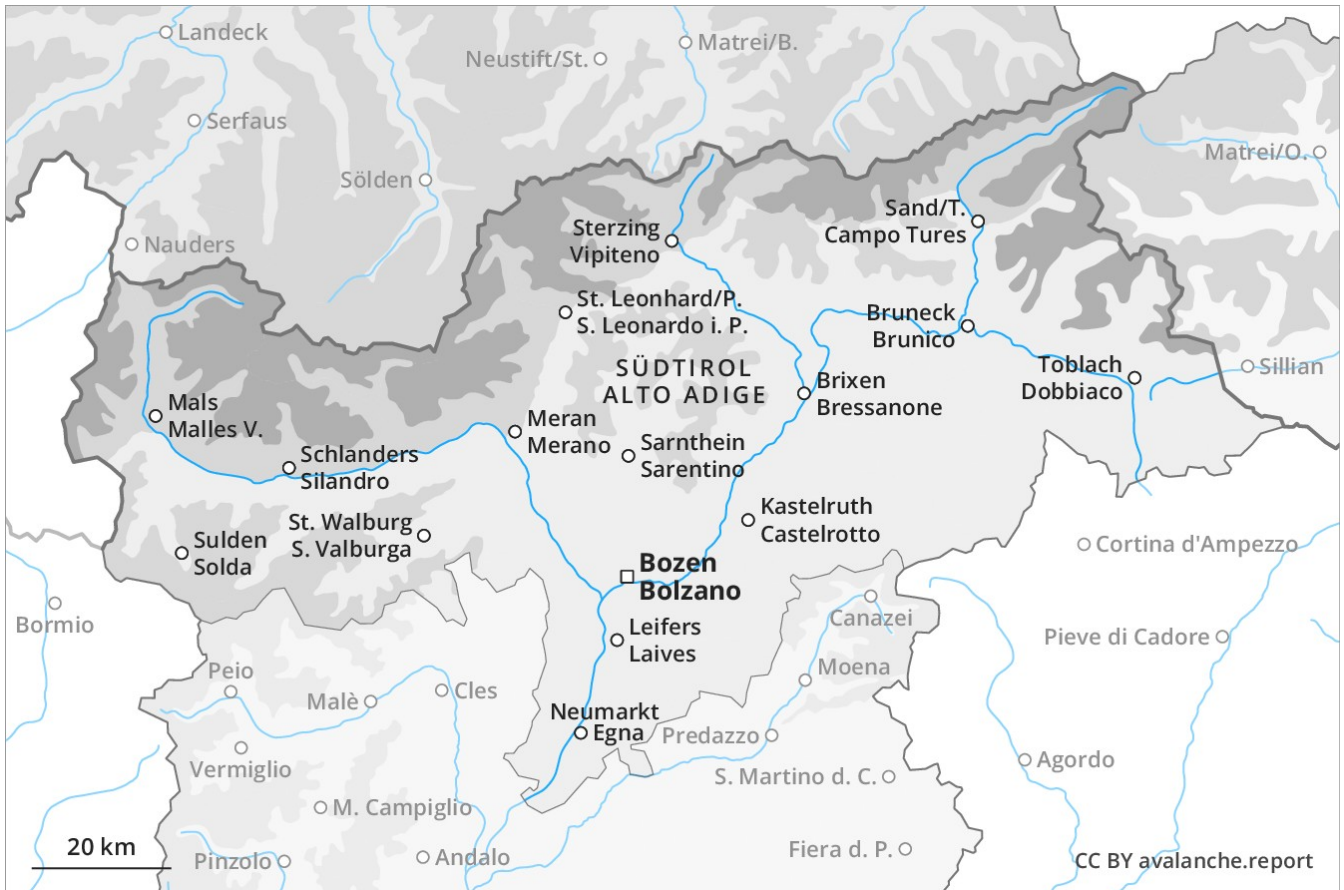 Landeck
Matrei/B.
Neustift/St.
Serfaus
Matrei/O.
Sölden
Sand/T.
Campo Tures
Sterzing
Vipiteno
Nauders
St. Leonhard/P.
S. Leonardo i. P.
Bruneck
Brunico
SÜDTIROL
ALTO ADIGE
Toblach
Dobbiaco
Sillian
Brixen
Bressanone
Mals
Malles V.
Meran
Merano
Sarnthein
Sarentino
Schlanders
Silandro
Kastelruth
Castelrotto
St. Walburg
S. Valburga
Sulden
Solda
Cortina d'Ampezzo
Bozen
Bolzano
Bormio
Canazei
Leifers
Laives
Pieve di Cadore
Peio
Moena
Malè
Cles
Neumarkt
Egna
Predazzo
Vermiglio
Agordo
S. Martino d. C.
M. Campiglio
20 km
Pinzolo
Andalo
Fiera d. P.
CC BY avalanche.report